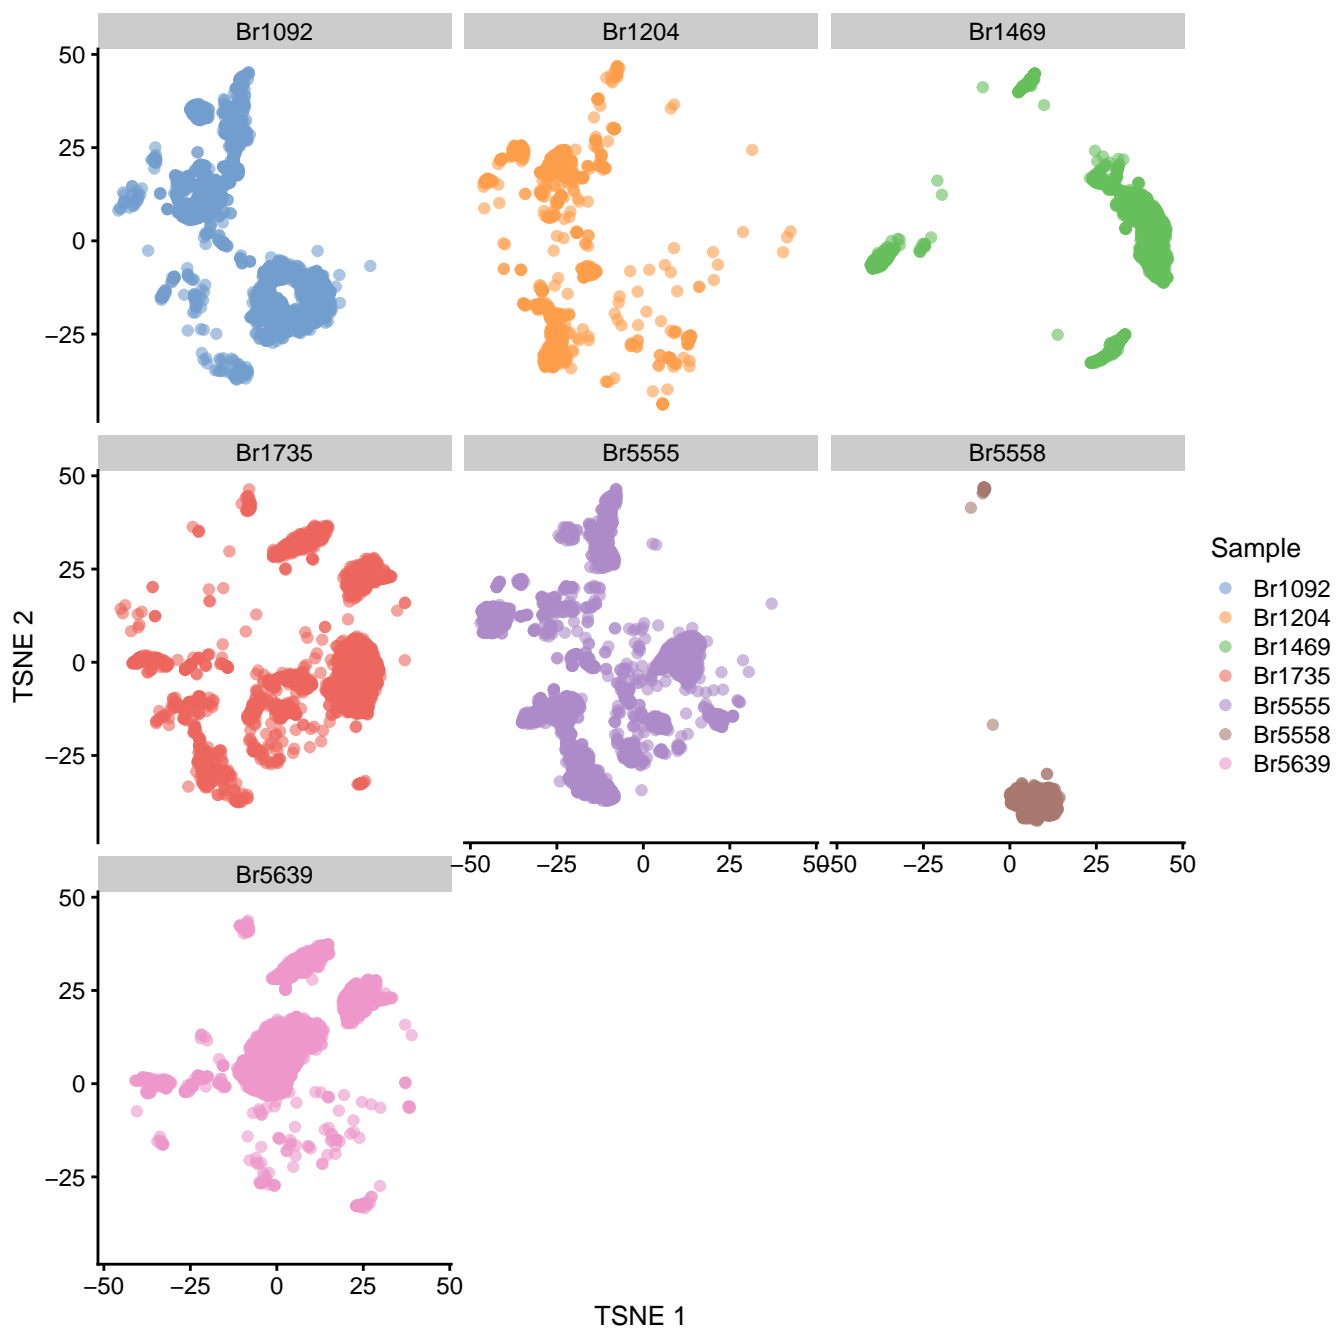 Br1092 Br1204 Br1469
50
25
0
−25
Br1735 Br5555 Br5558
50
25
0
−25
TSNE 2
Sample
Br1092
Br1204
Br1469
Br1735
Br5555
Br5558
Br5639
−50 −25 0 25 50 −50 −25 0 25 50
Br5639
50
25
0
−25
−50 −25 0 25 50
TSNE 1